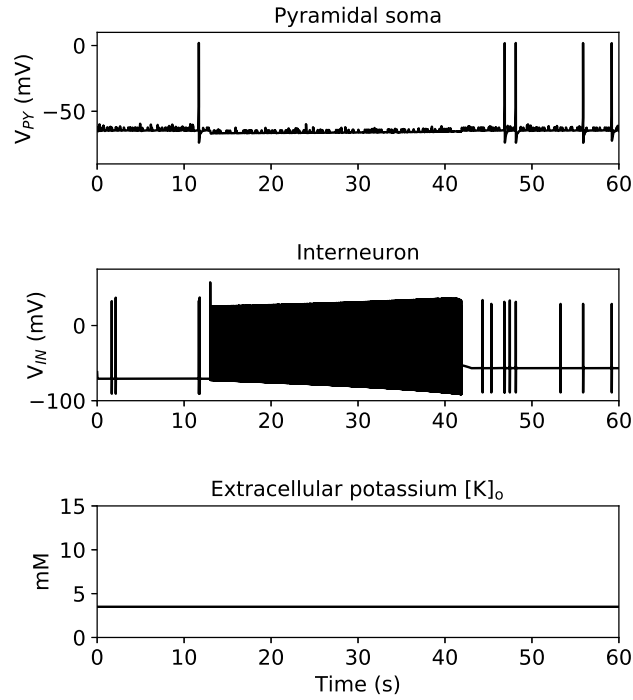 Pyramidal soma
V_PY (mV)
0
−50
0 10 20 30 40 50 60
Interneuron
V_IN (mV)
0
−100
0 10 20 30 40 50 60
Extracellular potassium [K]ₒ
mM
15
10
5
0
0 10 20 30 40 50 60
Time (s)